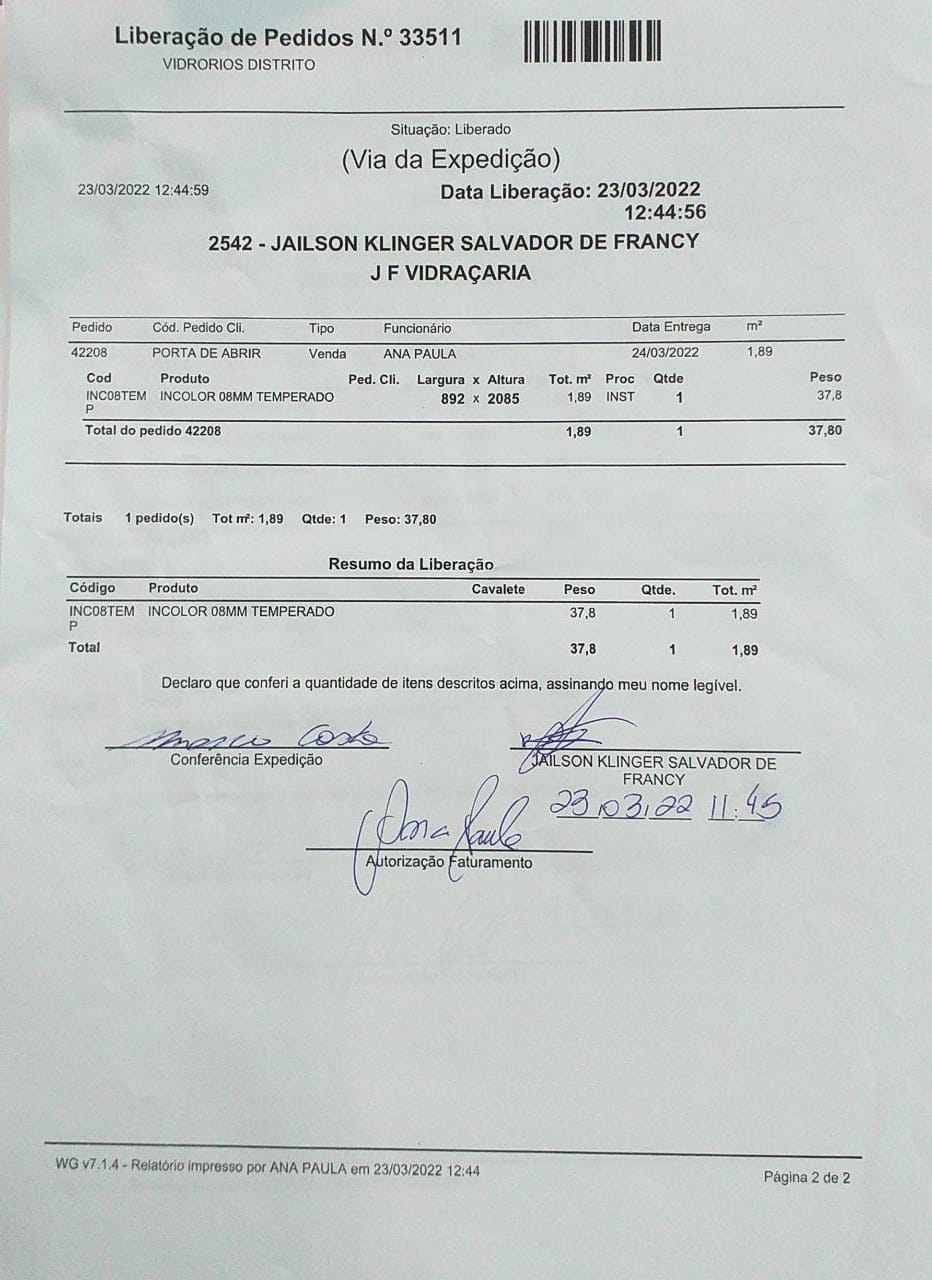 Liberação de Pedidos N.º 33511
VIDRORIOS DISTRITO
Situação: Liberado
(Via da Expedição)
23/03/2022 12:44:59
Data Liberação: 23/03/2022
12:44:56
2542 - JAILSON KLINGER SALVADOR DE FRANCY
J F VIDRAÇARIA
Pedido Cód. Pedido Cli. Tipo Funcionário Data Entrega m²
42208 PORTA DE ABRIR Venda ANA PAULA 24/03/2022 1,89
Cod Produto Ped. Cli. Largura x Altura Tot. m² Proc Qtde Peso
INC08TEM INCOLOR 08MM TEMPERADO 892 x 2085 1,89 INST 1 37,8
P
Total do pedido 42208 1,89 1 37,80
Totais 1 pedido(s) Tot m²: 1,89 Qtde: 1 Peso: 37,80
Resumo da Liberação
Código Produto Cavalete Peso Qtde. Tot. m²
INC08TEM INCOLOR 08MM TEMPERADO 37,8 1 1,89
P
Total 37,8 1 1,89
Declaro que conferi a quantidade de itens descritos acima, assinando meu nome legível.
Costa
Conferência Expedição
JAILSON KLINGER SALVADOR DE
FRANCY
23/03/22 11:45
Ana Paula
Autorização Faturamento
WG v7.1.4 - Relatório impresso por ANA PAULA em 23/03/2022 12:44
Página 2 de 2